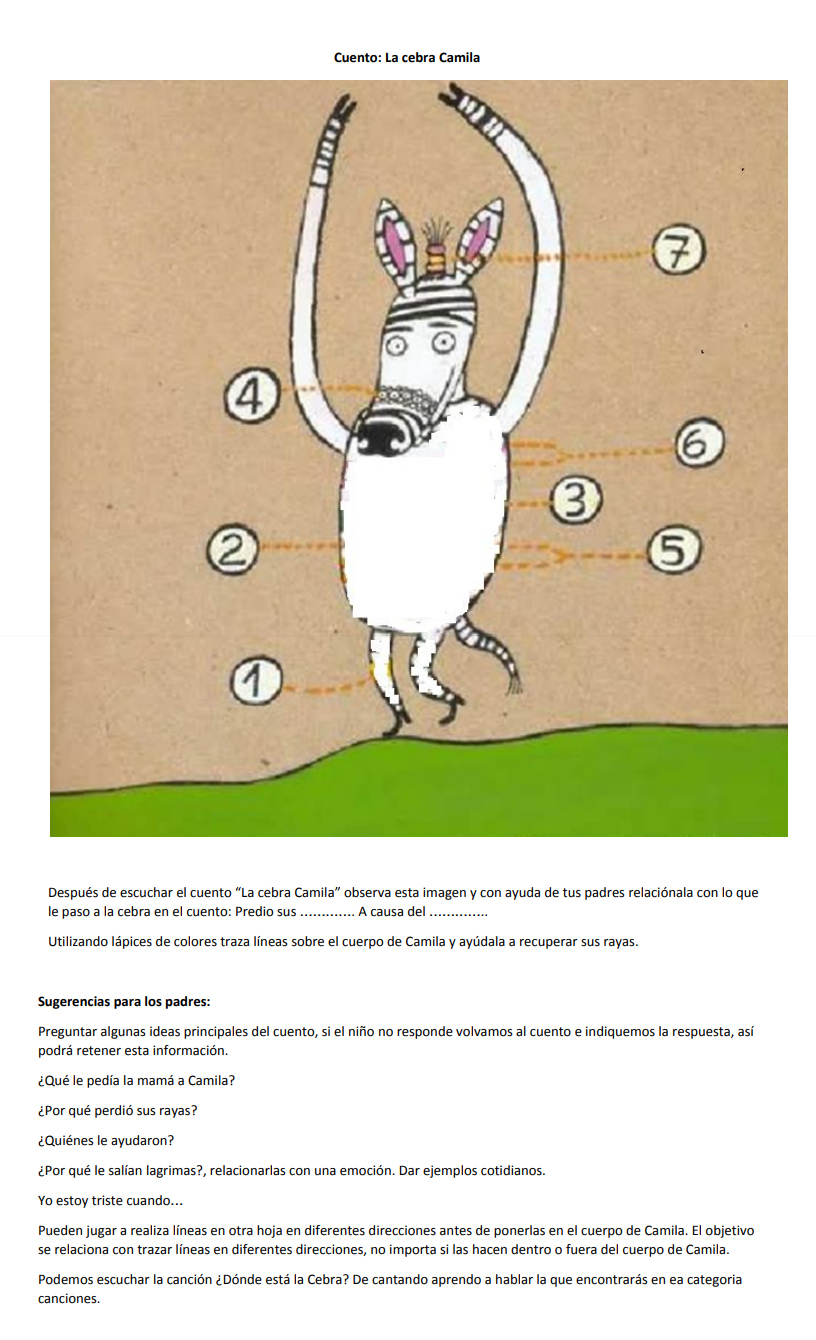 Cuento: La cebra Camila
7
4
6
3
2
5
1
Después de escuchar el cuento “La cebra Camila” observa esta imagen y con ayuda de tus padres relaciónala con lo que
le paso a la cebra en el cuento: Predio sus ............. A causa del ..............
Utilizando lápices de colores traza líneas sobre el cuerpo de Camila y ayúdala a recuperar sus rayas.
Sugerencias para los padres:
Preguntar algunas ideas principales del cuento, si el niño no responde volvamos al cuento e indiquemos la respuesta, así
podrá retener esta información.
¿Qué le pedía la mamá a Camila?
¿Por qué perdió sus rayas?
¿Quiénes le ayudaron?
¿Por qué le salían lagrimas?, relacionarlas con una emoción. Dar ejemplos cotidianos.
Yo estoy triste cuando...
Pueden jugar a realiza líneas en otra hoja en diferentes direcciones antes de ponerlas en el cuerpo de Camila. El objetivo
se relaciona con trazar líneas en diferentes direcciones, no importa si las hacen dentro o fuera del cuerpo de Camila.
Podemos escuchar la canción ¿Dónde está la Cebra? De cantando aprendo a hablar la que encontrarás en ea categoria
canciones.